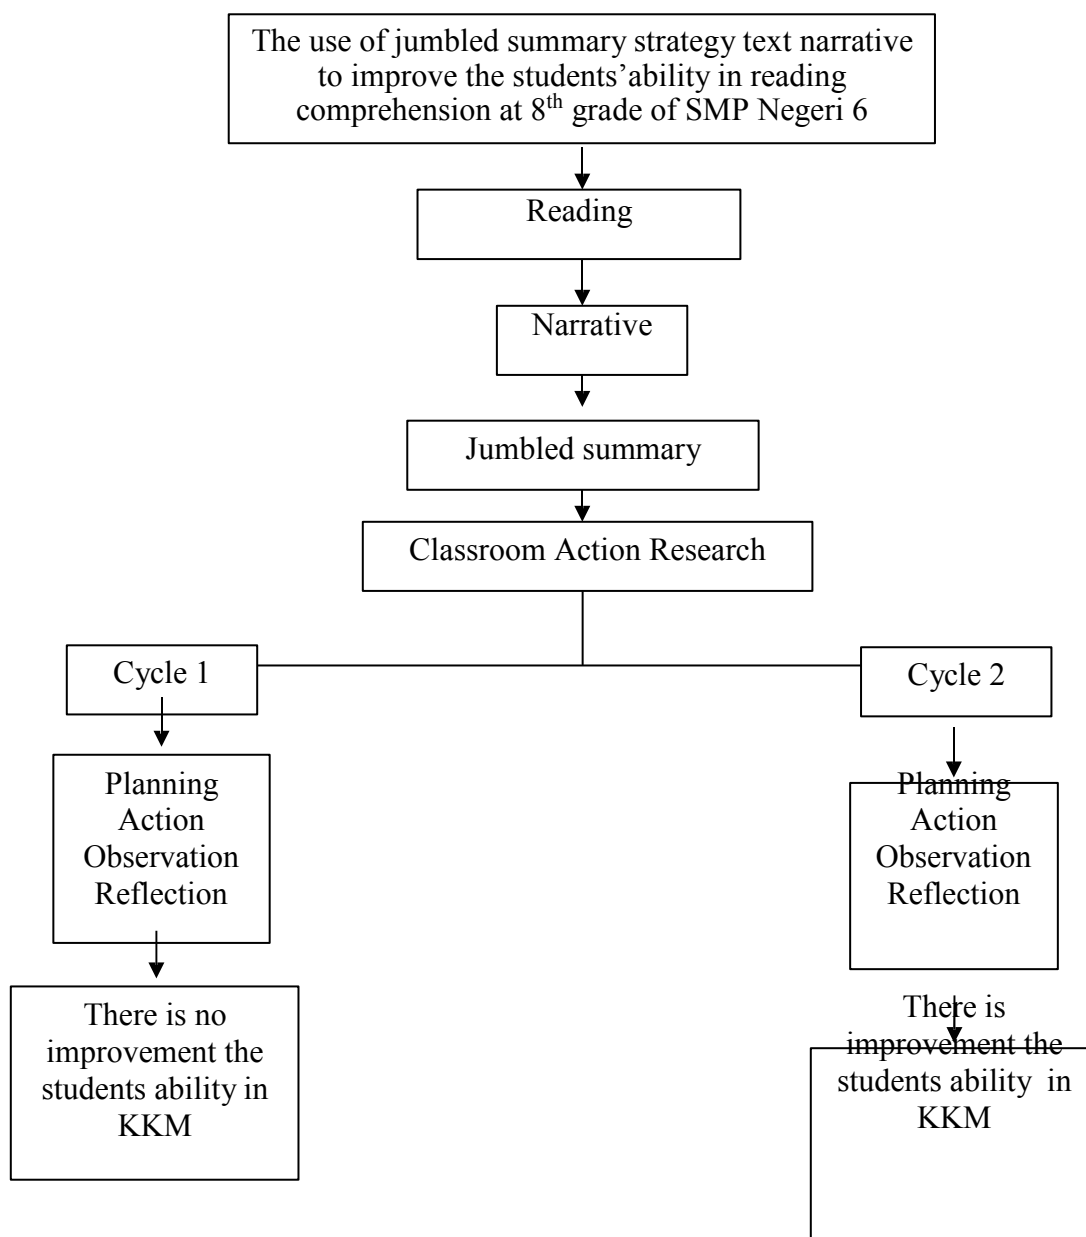 The use of jumbled summary strategy text narrative
to improve the students’ability in reading
comprehension at 8th grade of SMP Negeri 6
Reading
Narrative
Jumbled summary
Classroom Action Research
Cycle 1
Cycle 2
Planning
Action
Observation
Reflection
Planning
Action
Observation
Reflection
There is no
improvement the
students ability in
KKM
There is
improvement the
students ability in
KKM